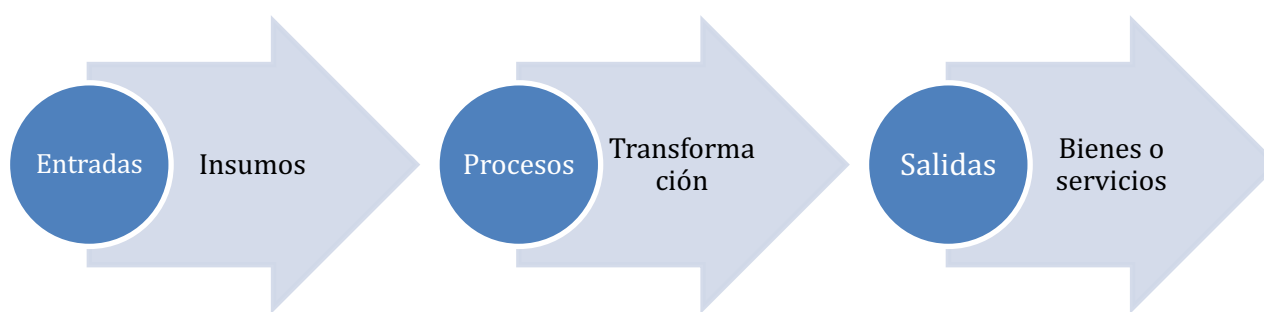 Entradas
Insumos
Procesos
Transforma
ción
Salidas
Bienes o
servicios